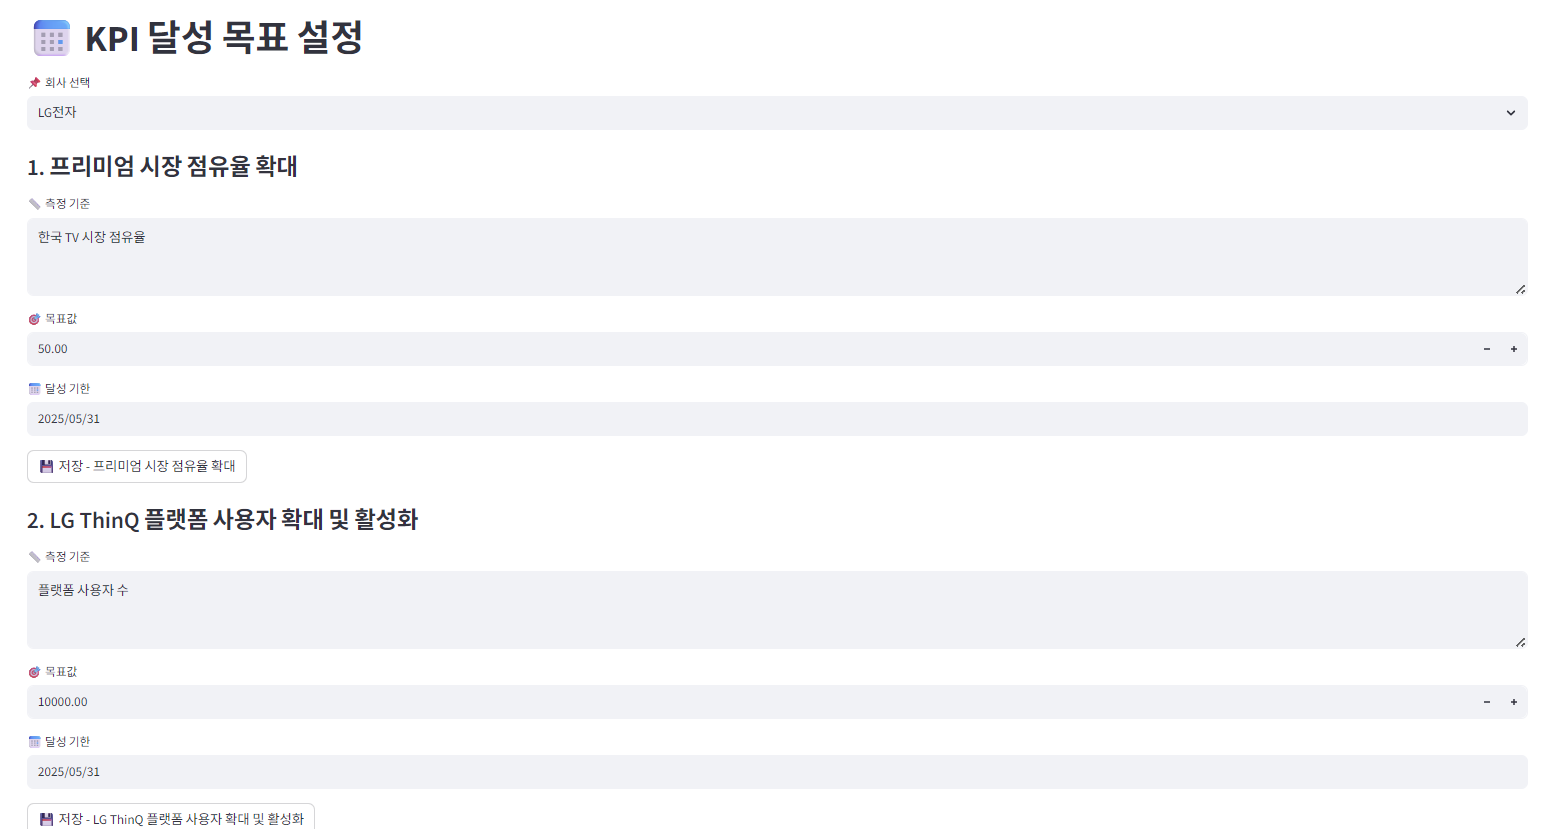 KPI 달성 목표 설정
회사 선택
LG전자
1. 프리미엄 시장 점유율 확대
측정 기준
한국 TV 시장 점유율
목표값
50.00
달성 기한
2025/05/31
저장 - 프리미엄 시장 점유율 확대
2. LG ThinQ 플랫폼 사용자 확대 및 활성화
측정 기준
플랫폼 사용자 수
목표값
10000.00
달성 기한
2025/05/31
저장 - LG ThinQ 플랫폼 사용자 확대 및 활성화